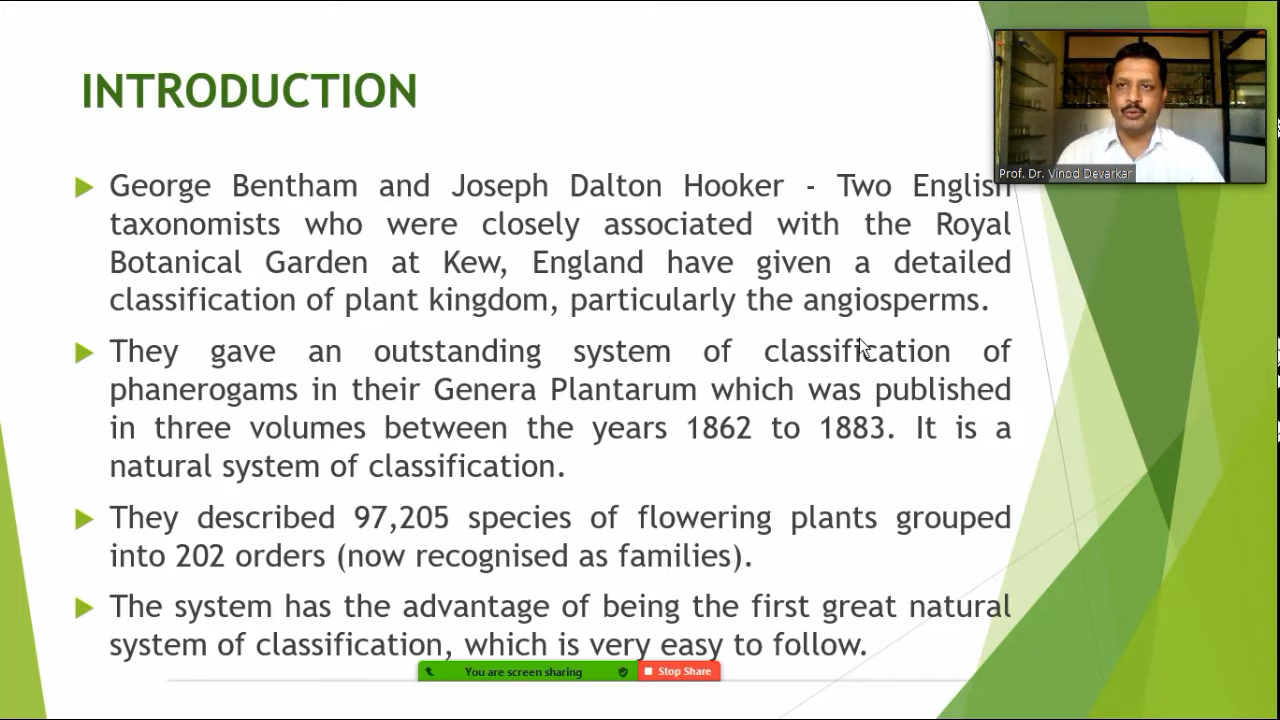 INTRODUCTION
Prof. Dr. Vinod Devarkar
George Bentham and Joseph Dalton Hooker - Two English
taxonomists who were closely associated with the Royal
Botanical Garden at Kew, England have given a detailed
classification of plant kingdom, particularly the angiosperms.
They gave an outstanding system of classification of
phanerogams in their Genera Plantarum which was published
in three volumes between the years 1862 to 1883. It is a
natural system of classification.
They described 97,205 species of flowering plants grouped
into 202 orders (now recognised as families).
The system has the advantage of being the first great natural
system of classification, which is very easy to follow.
You are screen sharing
Stop Share